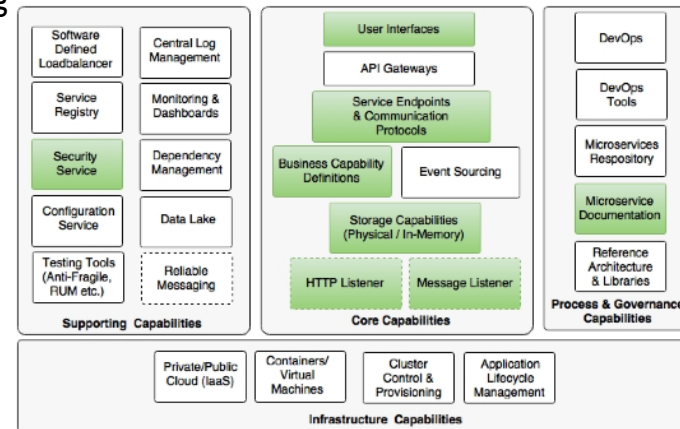 g
Software
Defined
Loadbalancer
Central Log
Management
Service
Registry
Monitoring &
Dashboards
Security
Service
Dependency
Management
Configuration
Service
Data Lake
Testing Tools
(Anti-Fragile,
RUM etc.)
Reliable
Messaging
Supporting Capabilities
User Interfaces
API Gateways
Service Endpoints
& Communication
Protocols
Business Capability
Definitions
Event Sourcing
Storage Capabilities
(Physical / In-Memory)
HTTP Listener
Message Listener
Core Capabilities
DevOps
DevOps
Tools
Microservices
Respository
Microservice
Documentation
Reference
Architecture
& Libraries
Process & Governance
Capabilities
Private/Public
Cloud (IaaS)
Containers/
Virtual
Machines
Cluster
Control &
Provisioning
Application
Lifecycle
Management
Infrastructure Capabilities